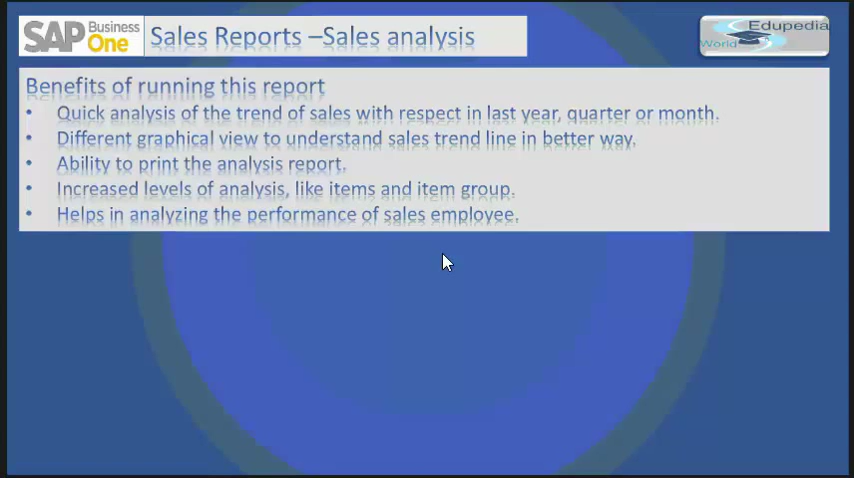 SAP Business One
Sales Reports –Sales analysis
Edupedia
World
Benefits of running this report
• Quick analysis of the trend of sales with respect in last year, quarter or month.
• Different graphical view to understand sales trend line in better way.
• Ability to print the analysis report.
• Increased levels of analysis, like items and item group.
• Helps in analyzing the performance of sales employee.